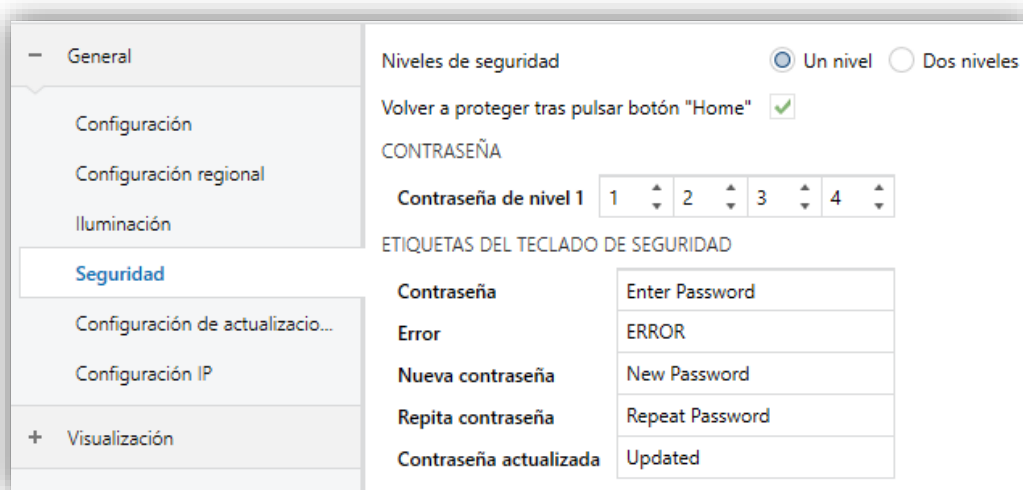 General
Configuración
Configuración regional
Iluminación
Seguridad
Configuración de actualizacio...
Configuración IP
Visualización
Niveles de seguridad Un nivel Dos niveles
Volver a proteger tras pulsar botón "Home"
CONTRASEÑA
Contraseña de nivel 1 1 2 3 4
ETIQUETAS DEL TECLADO DE SEGURIDAD
Contraseña Enter Password
Error ERROR
Nueva contraseña New Password
Repita contraseña Repeat Password
Contraseña actualizada Updated